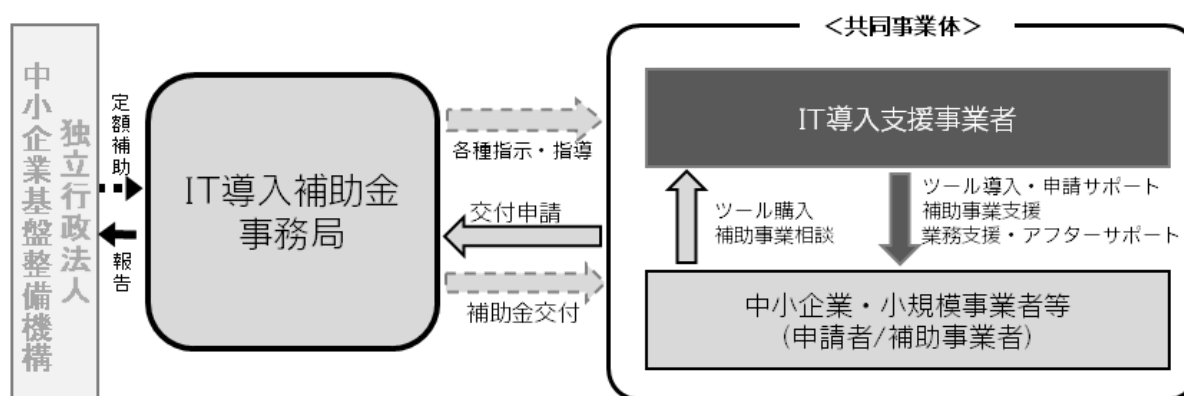 独立行政法人
中小企業基盤整備機構
定額補助
報告
IT導入補助金
事務局
各種指示・指導
交付申請
補助金交付
＜共同事業体＞
IT導入支援事業者
ツール購入
補助事業相談
ツール導入・申請サポート
補助事業支援
業務支援・アフターサポート
中小企業・小規模事業者等
(申請者/補助事業者)